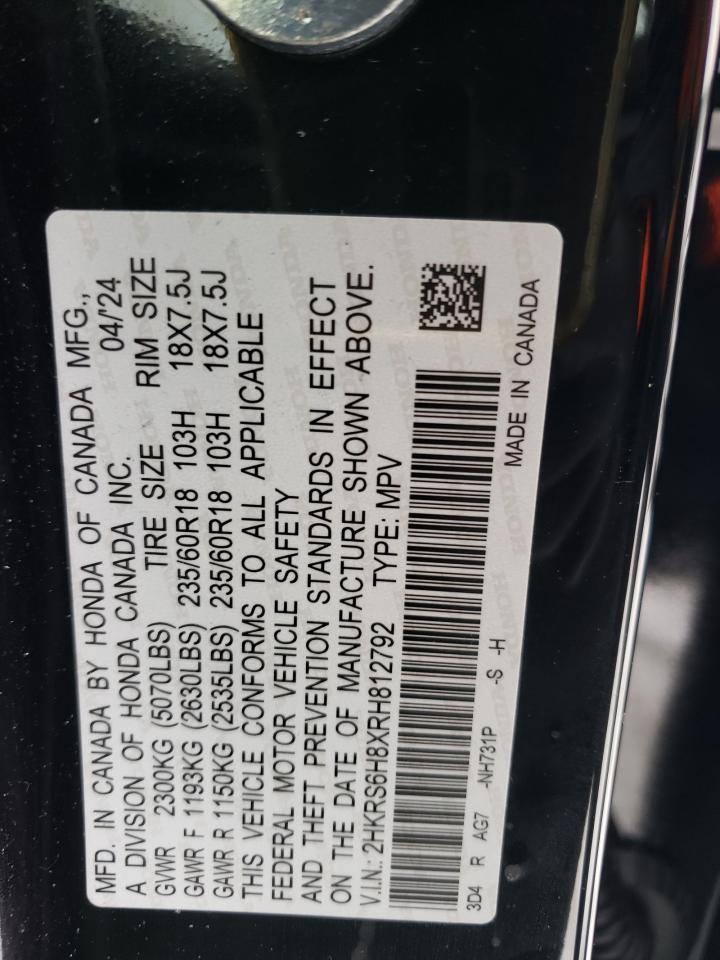 MFD. IN CANADA BY HONDA OF CANADA MFG.,
A DIVISION OF HONDA CANADA INC. 04/'24
GVWR 2300KG (5070LBS) TIRE SIZE RIM SIZE
GAWR F 1193KG (2630LBS) 235/60R18 103H 18X7.5J
GAWR R 1150KG (2535LBS) 235/60R18 103H 18X7.5J
THIS VEHICLE CONFORMS TO ALL APPLICABLE
FEDERAL MOTOR VEHICLE SAFETY
AND THEFT PREVENTION STANDARDS IN EFFECT
ON THE DATE OF MANUFACTURE SHOWN ABOVE.
V.I.N.: 2HKRS6H8XRH812792 TYPE: MPV
3D4 R AG7 -NH731P -S -H MADE IN CANADA